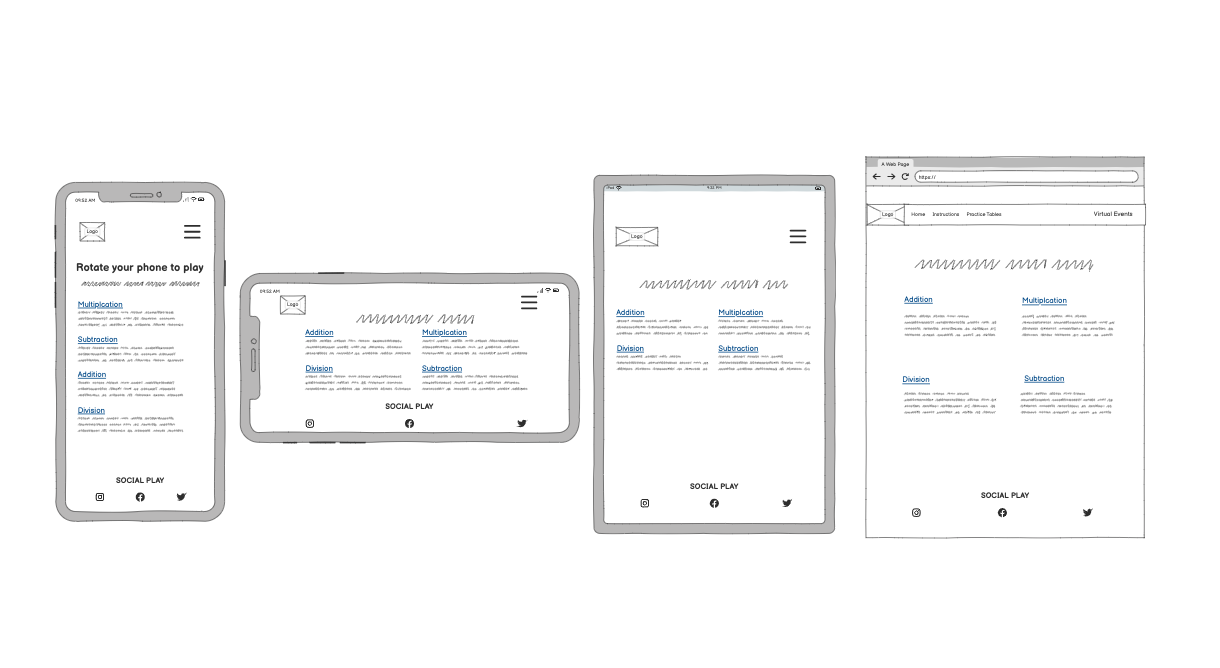 09:52 AM
Logo
Rotate your phone to play
Multiplcation
Subtraction
Addition
Division
SOCIAL PLAY
09:52 AM
Logo
Addition
Multiplcation
Division
Subtraction
SOCIAL PLAY
iPad
9:22 PM
Logo
Addition
Multiplcation
Division
Subtraction
SOCIAL PLAY
A Web Page
https://
Logo Home Instructions Practice Tables Virtual Events
Addition
Multiplcation
Division
Subtraction
SOCIAL PLAY